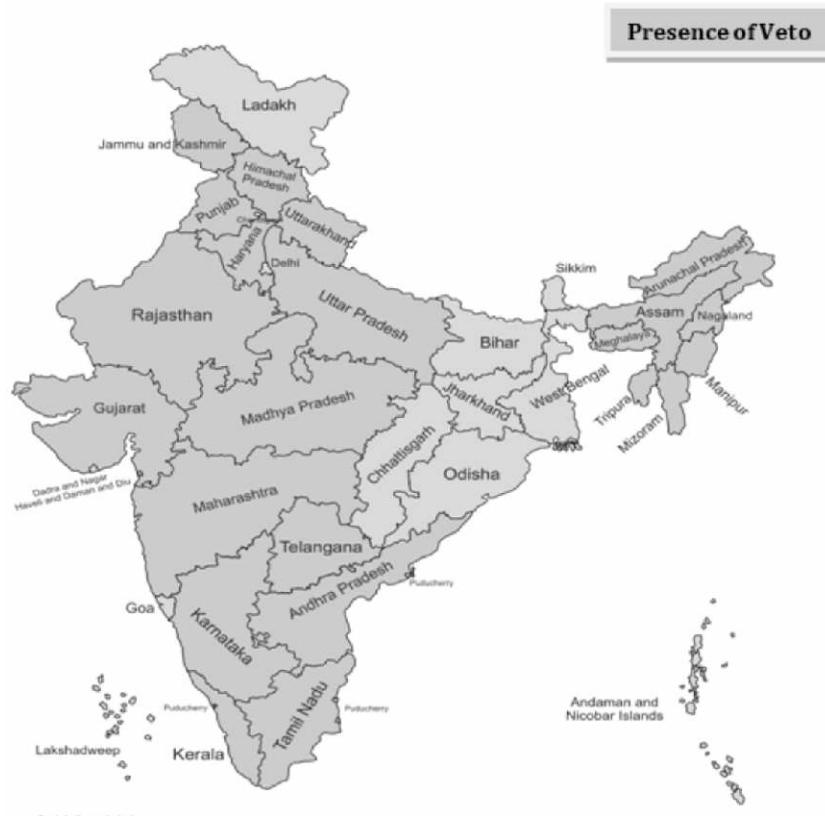 Presence of Veto
Ladakh
Jammu and Kashmir
Himachal
Pradesh
Punjab
Uttarakhand
Haryana
Delhi
Arunachal Pradesh
Sikkim
Rajasthan
Uttar Pradesh
Assam
Nagaland
Bihar
Meghalaya
Manipur
Jharkhand
West Bengal
Tripura
Mizoram
Gujarat
Madhya Pradesh
Chhattisgarh
Odisha
Dadra and Nagar
Haveli and Daman and Diu
Maharashtra
Telangana
Andhra Pradesh
Puducherry
Goa
Karnataka
Puducherry
Tamil Nadu
Puducherry
Andaman and
Nicobar Islands
Lakshadweep
Kerala